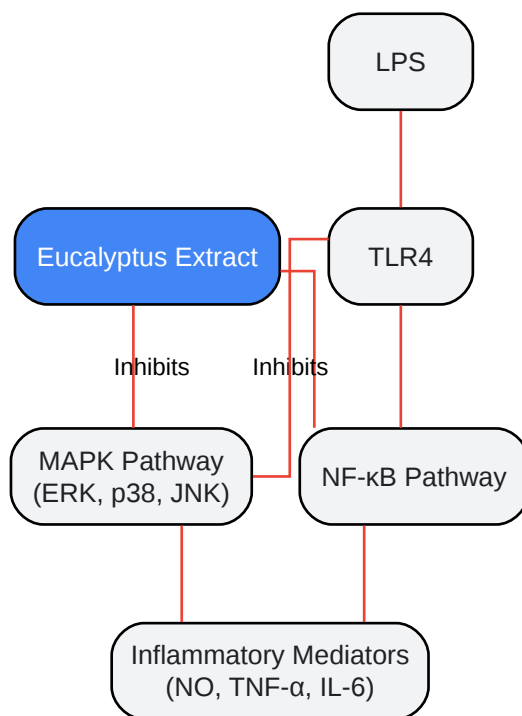 LPS
Eucalyptus Extract
TLR4
Inhibits
Inhibits
MAPK Pathway
(ERK, p38, JNK)
NF-κB Pathway
Inflammatory Mediators
(NO, TNF-α, IL-6)